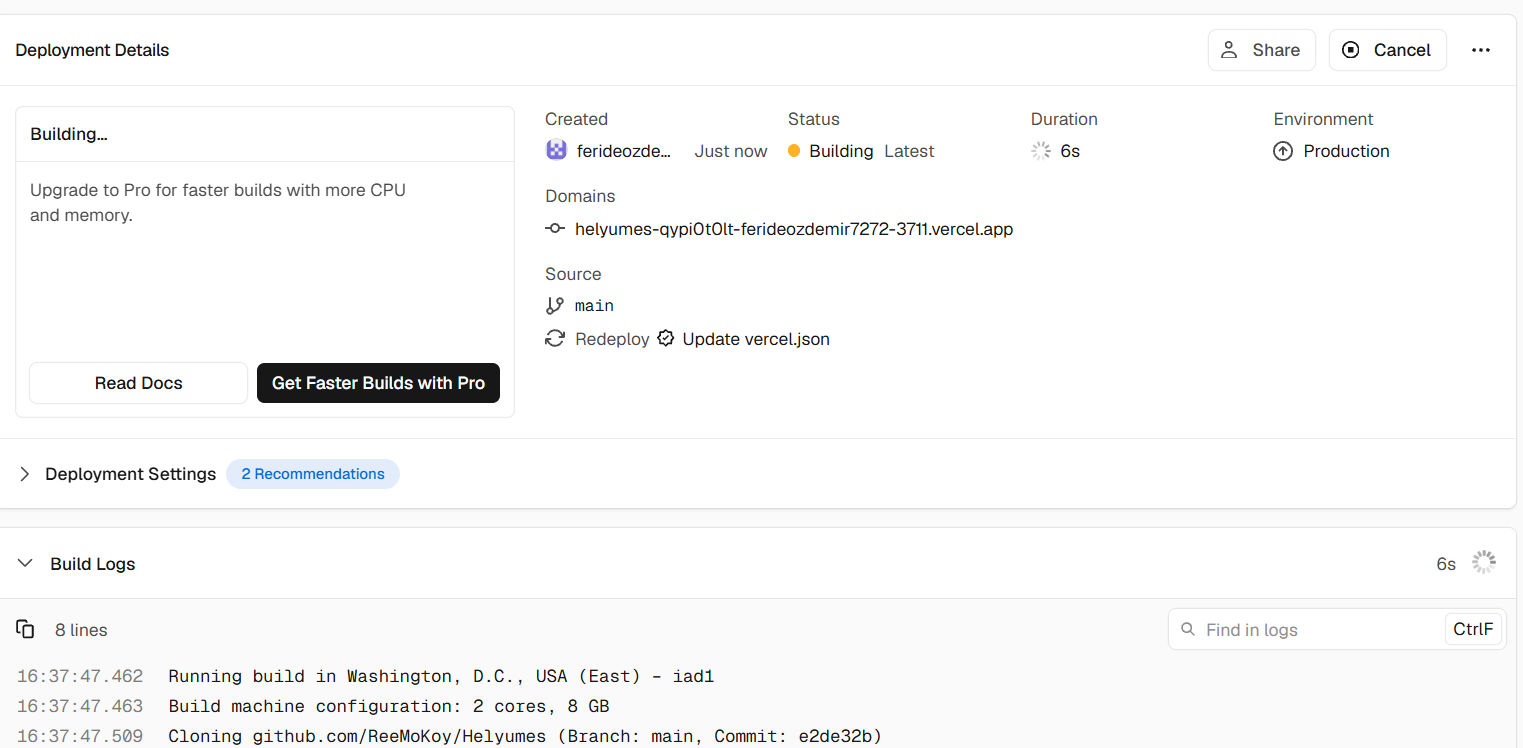 Deployment Details
Share
Cancel
Building...
Upgrade to Pro for faster builds with more CPU
and memory.
Read Docs
Get Faster Builds with Pro
Created
Status
Duration
Environment
ferideozde...
Just now
Building
Latest
6s
Production
Domains
helyumes-qypi0t0lt-ferideozdemir7272-3711.vercel.app
Source
main
Redeploy
Update vercel.json
Deployment Settings
2 Recommendations
Build Logs
6s
8 lines
Find in logs
CtrlF
16:37:47.462 Running build in Washington, D.C., USA (East) – iad1
16:37:47.463 Build machine configuration: 2 cores, 8 GB
16:37:47.509 Cloning github.com/ReeMoKoy/Helyumes (Branch: main, Commit: e2de32b)